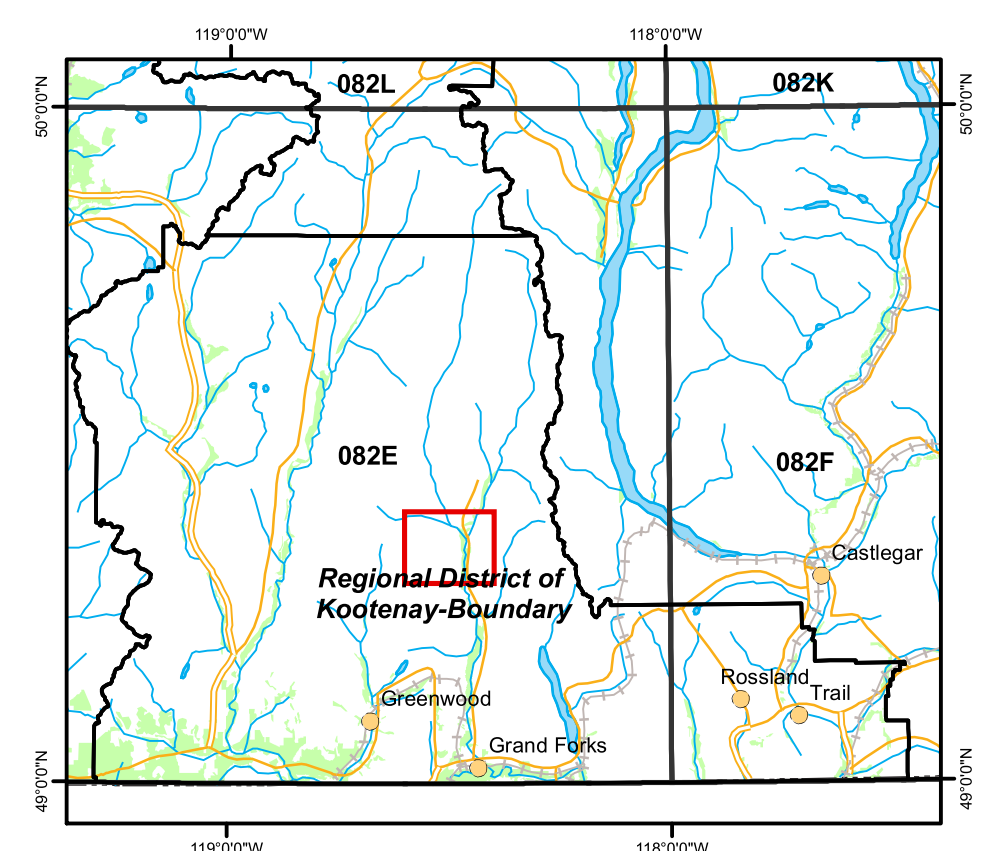 119°0'0"W
118°0'0"W
082L
082K
50°0'0"N
50°0'0"N
082E
082F
Castlegar
Regional District of
Kootenay-Boundary
Rossland
Trail
Greenwood
Grand Forks
49°0'0"N
49°0'0"N
119°0'0"W
118°0'0"W